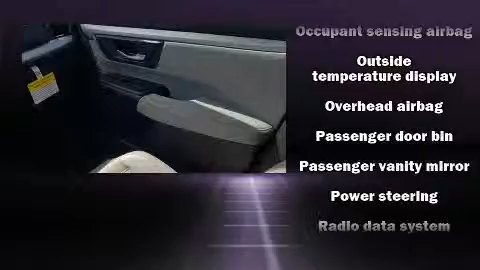 Occupant sensing airbag
Outside
temperature display
Overhead airbag
Passenger door bin
Passenger vanity mirror
Power steering
Radio data system